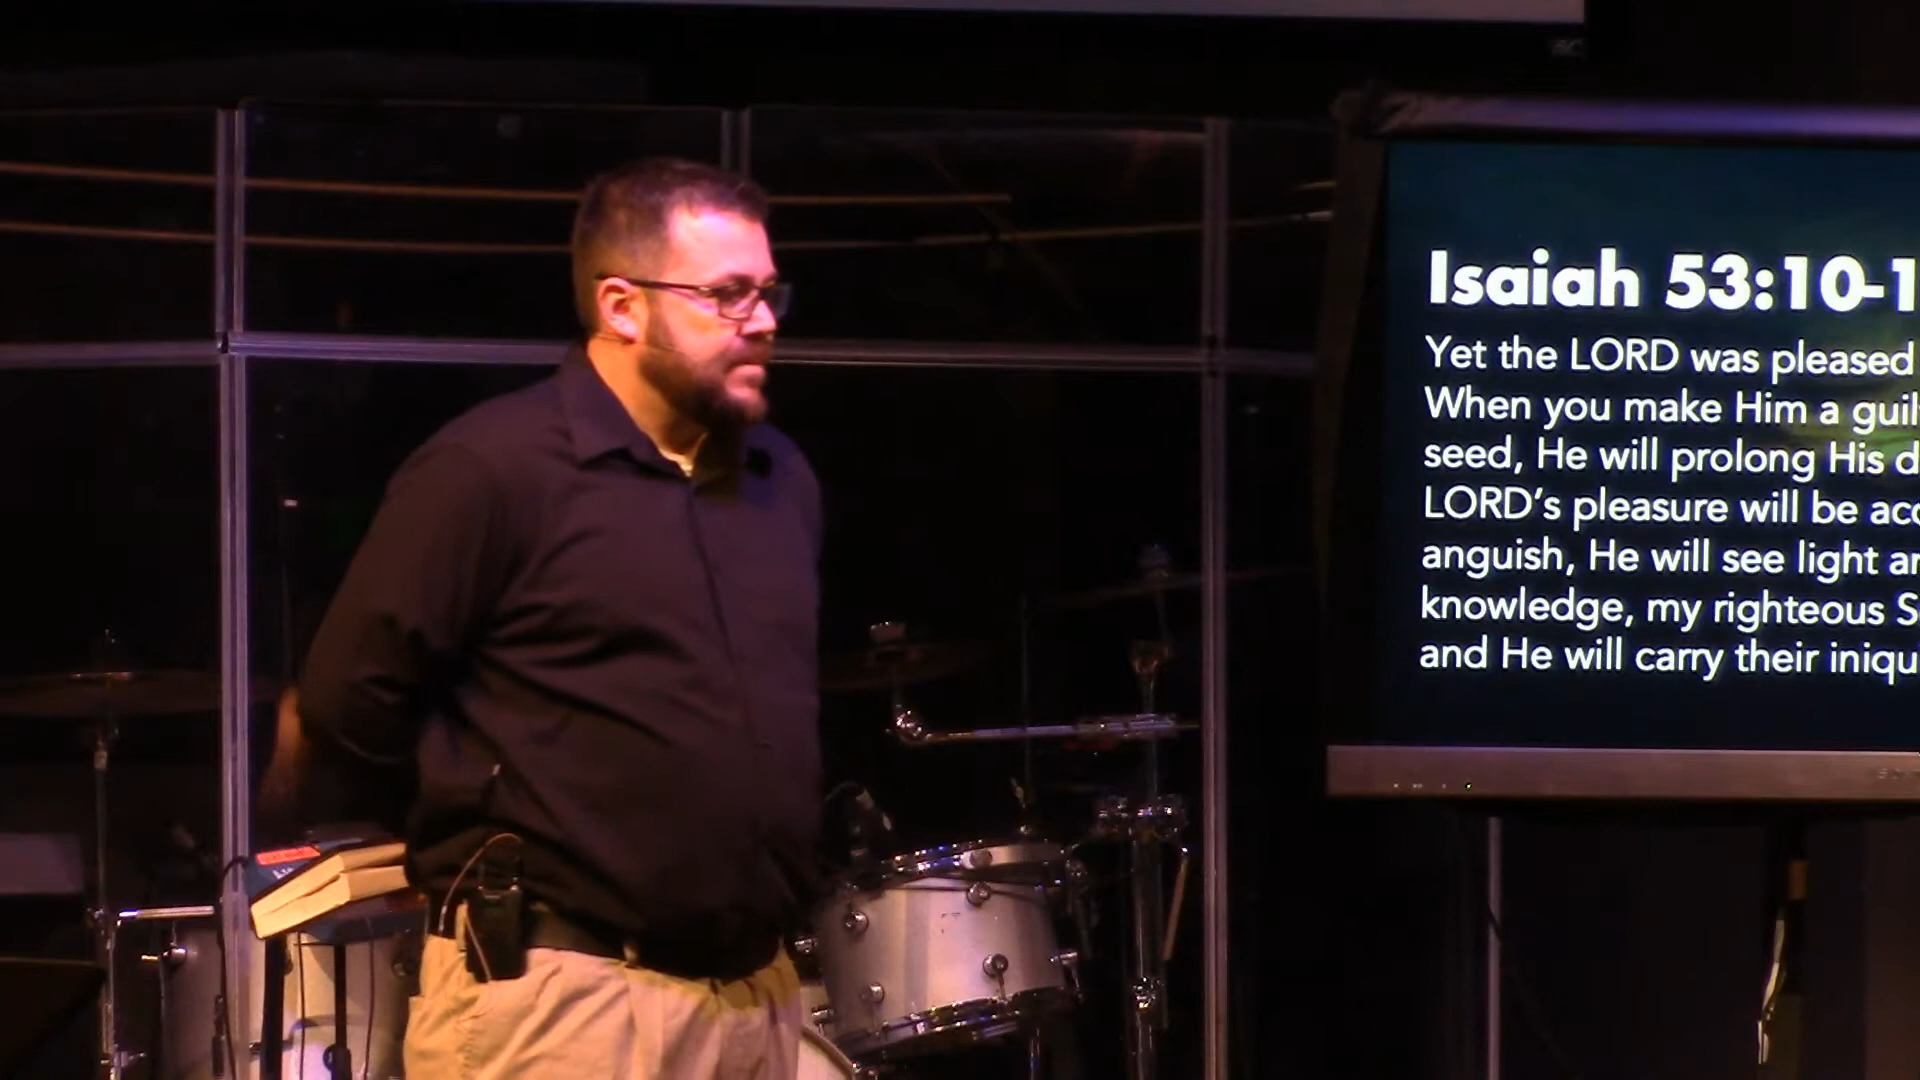 Isaiah 53:10-1
Yet the LORD was pleased
When you make Him a guil
seed, He will prolong His d
LORD's pleasure will be acc
anguish, He will see light an
knowledge, my righteous S
and He will carry their iniqu